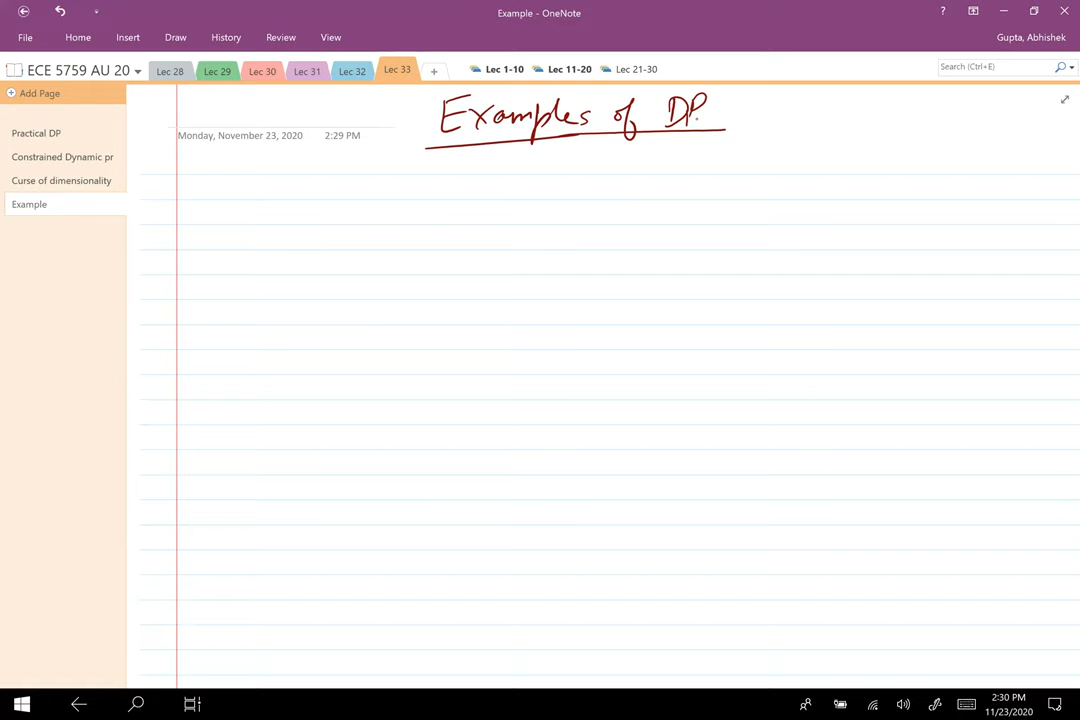 Example - OneNote
?
File Home Insert Draw History Review View Gupta, Abhishek
ECE 5759 AU 20 Lec 28 Lec 29 Lec 30 Lec 31 Lec 32 Lec 33 + Lec 1-10 Lec 11-20 Lec 21-30 Search (Ctrl+E)
Add Page
Examples of DP
Monday, November 23, 2020 2:29 PM
Practical DP
Constrained Dynamic pr
Curse of dimensionality
Example
2:30 PM
11/23/2020